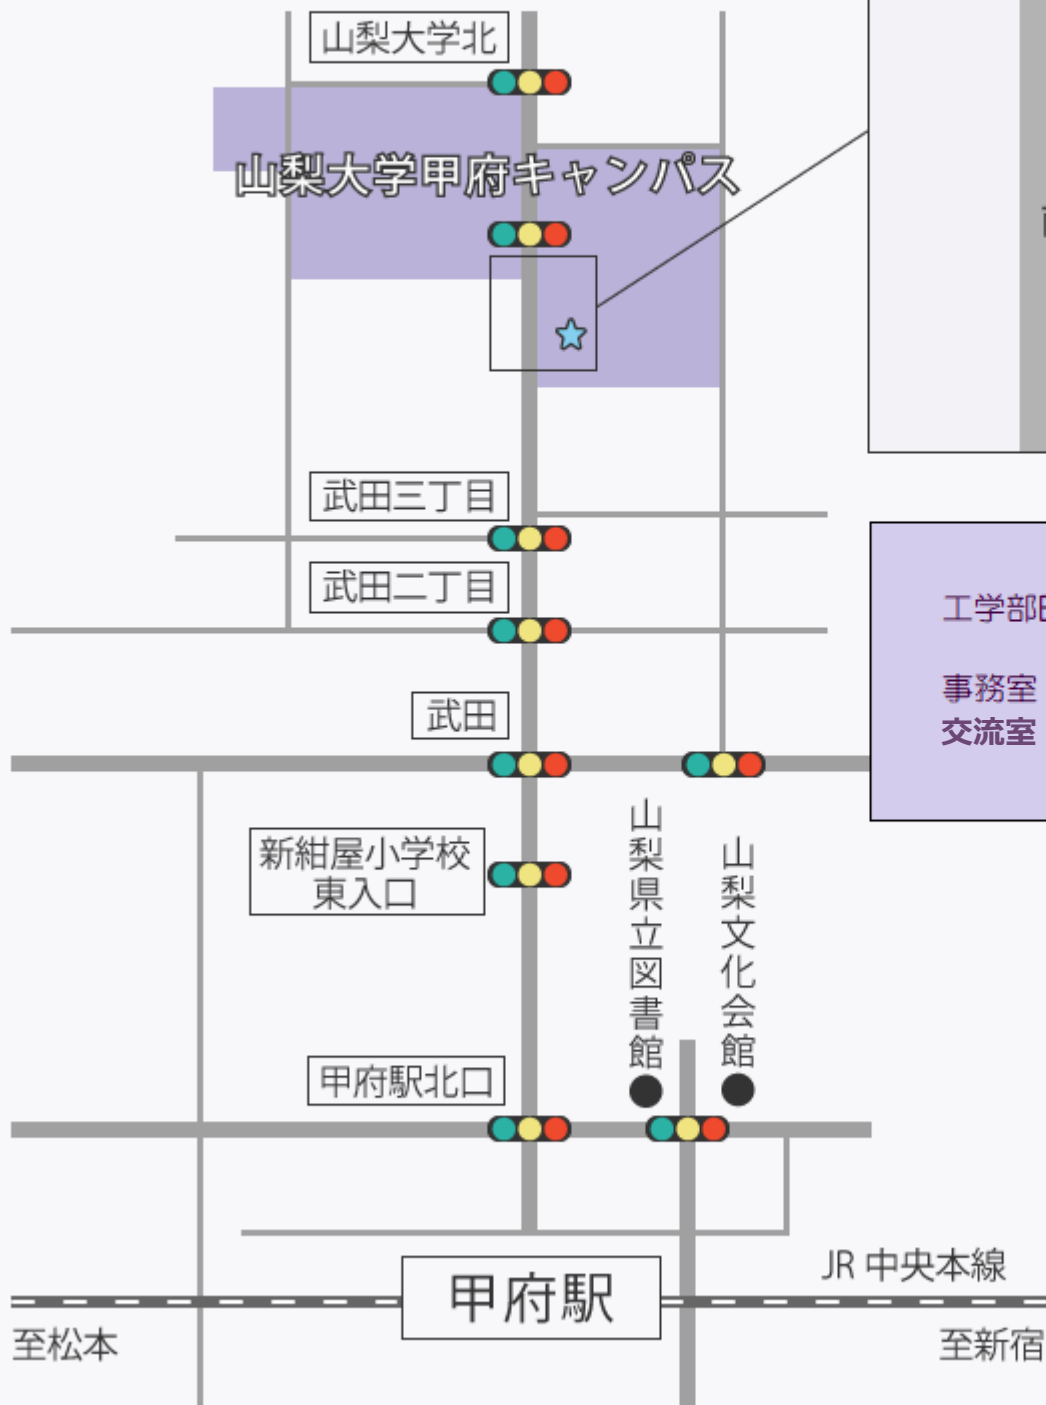 山梨大学北
山梨大学甲府キャンパス
武田三丁目
武田二丁目
工学部
事務室
交流室
武田
新紺屋小学校
東入口
山梨県立図書館
山梨文化会館
甲府駅北口
甲府駅
JR 中央本線
至松本
至新宿